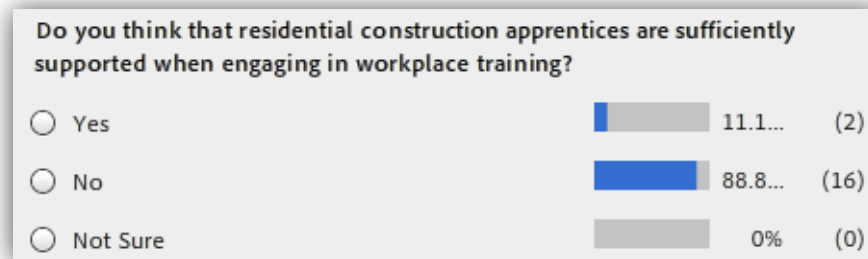 Do you think that residential construction apprentices are sufficiently
supported when engaging in workplace training?
Yes 11.1... (2)
No 88.8... (16)
Not Sure 0% (0)